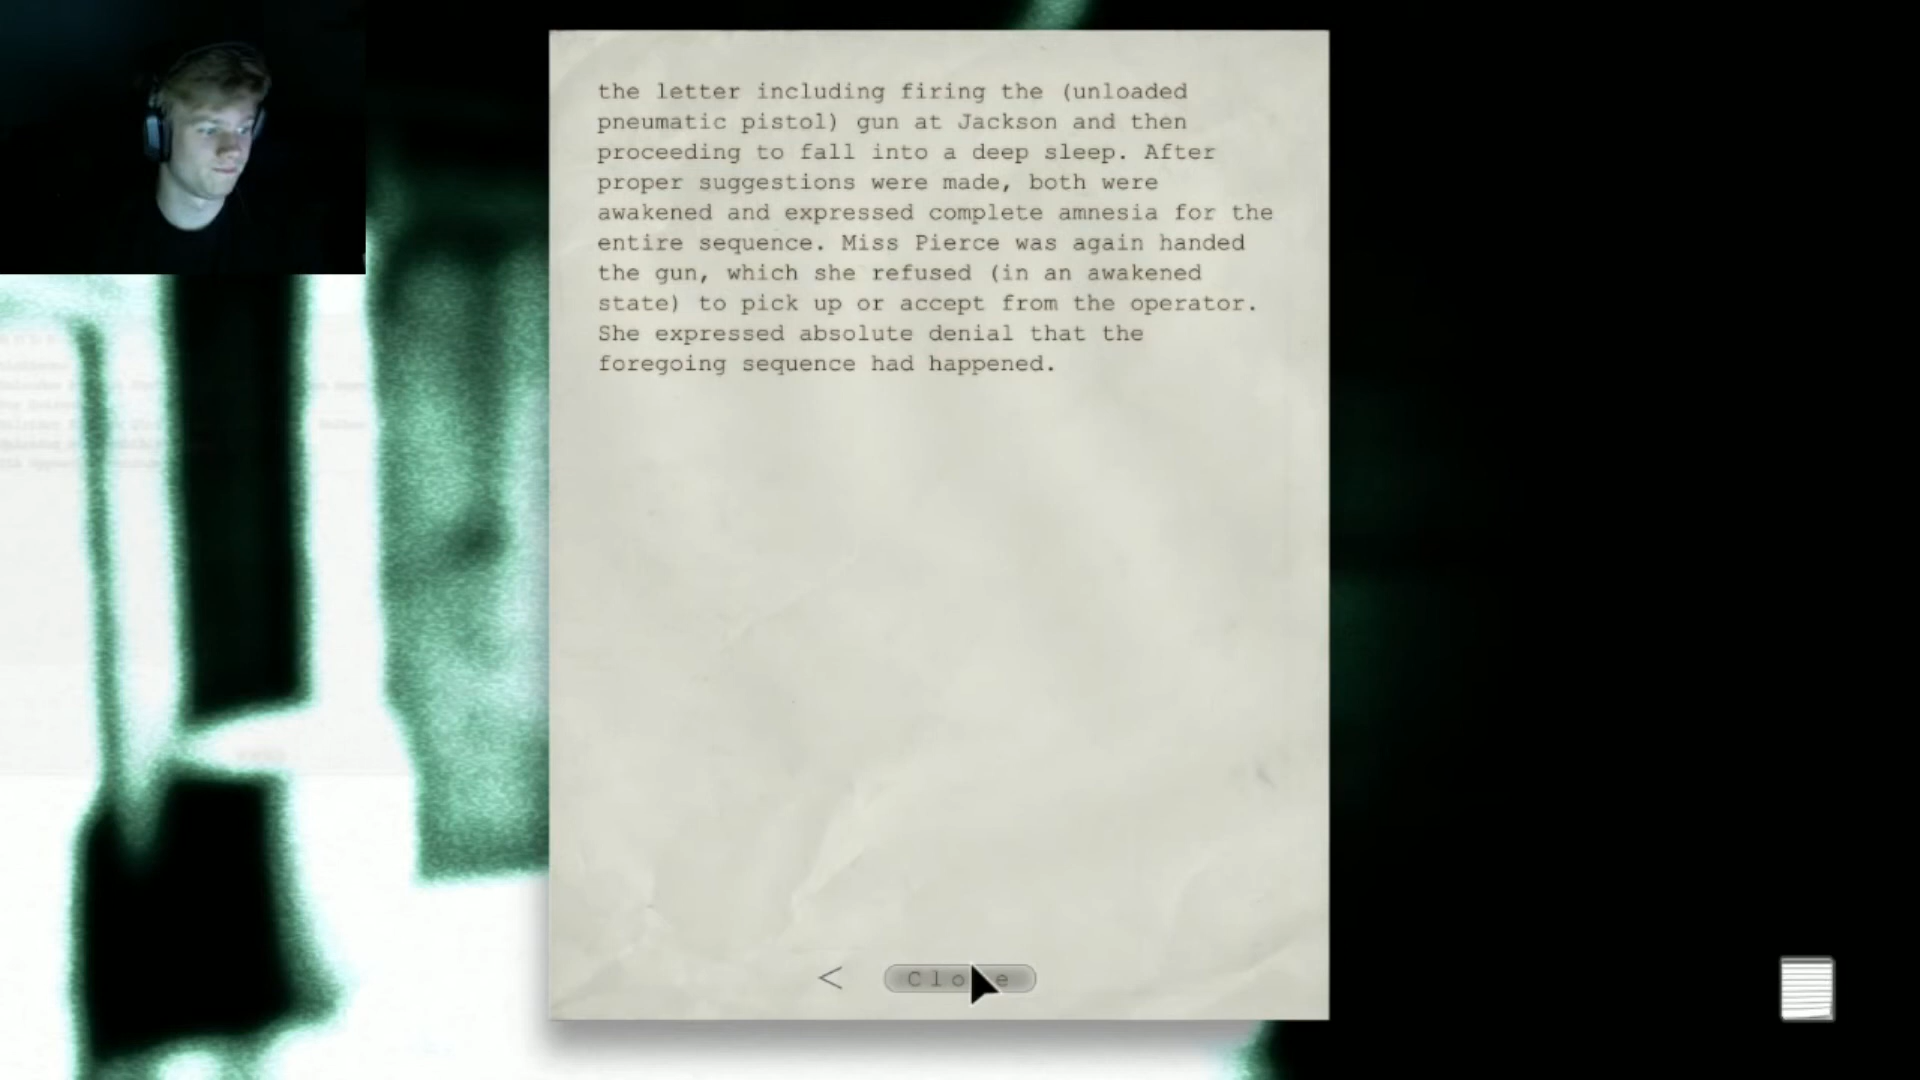 the letter including firing the (unloaded
pneumatic pistol) gun at Jackson and then
proceeding to fall into a deep sleep. After
proper suggestions were made, both were
awakened and expressed complete amnesia for the
entire sequence. Miss Pierce was again handed
the gun, which she refused (in an awakened
state) to pick up or accept from the operator.
She expressed absolute denial that the
foregoing sequence had happened.
< Close